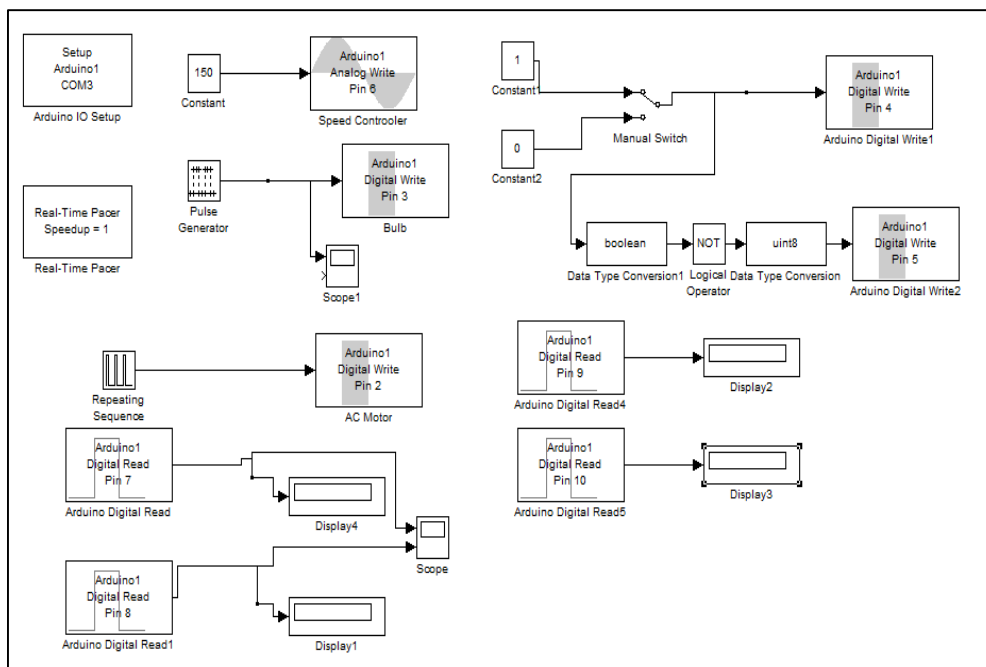 Setup
Arduino1
COM3
Arduino IO Setup
150
Constant
Arduino1
Analog Write
Pin 6
Speed Controoler
1
Constant1
0
Constant2
Manual Switch
Arduino1
Digital Write
Pin 4
Arduino Digital Write1
Real-Time Pacer
Speedup = 1
Real-Time Pacer
Pulse
Generator
Arduino1
Digital Write
Pin 3
Bulb
Scope1
boolean
Data Type Conversion1
NOT
Logical
Operator
uint8
Data Type Conversion
Arduino1
Digital Write
Pin 5
Arduino Digital Write2
Repeating
Sequence
Arduino1
Digital Write
Pin 2
AC Motor
Arduino1
Digital Read
Pin 9
Arduino Digital Read4
Display2
Arduino1
Digital Read
Pin 7
Arduino Digital Read
Display4
Scope
Arduino1
Digital Read
Pin 10
Arduino Digital Read5
Display3
Arduino1
Digital Read
Pin 8
Arduino Digital Read1
Display1